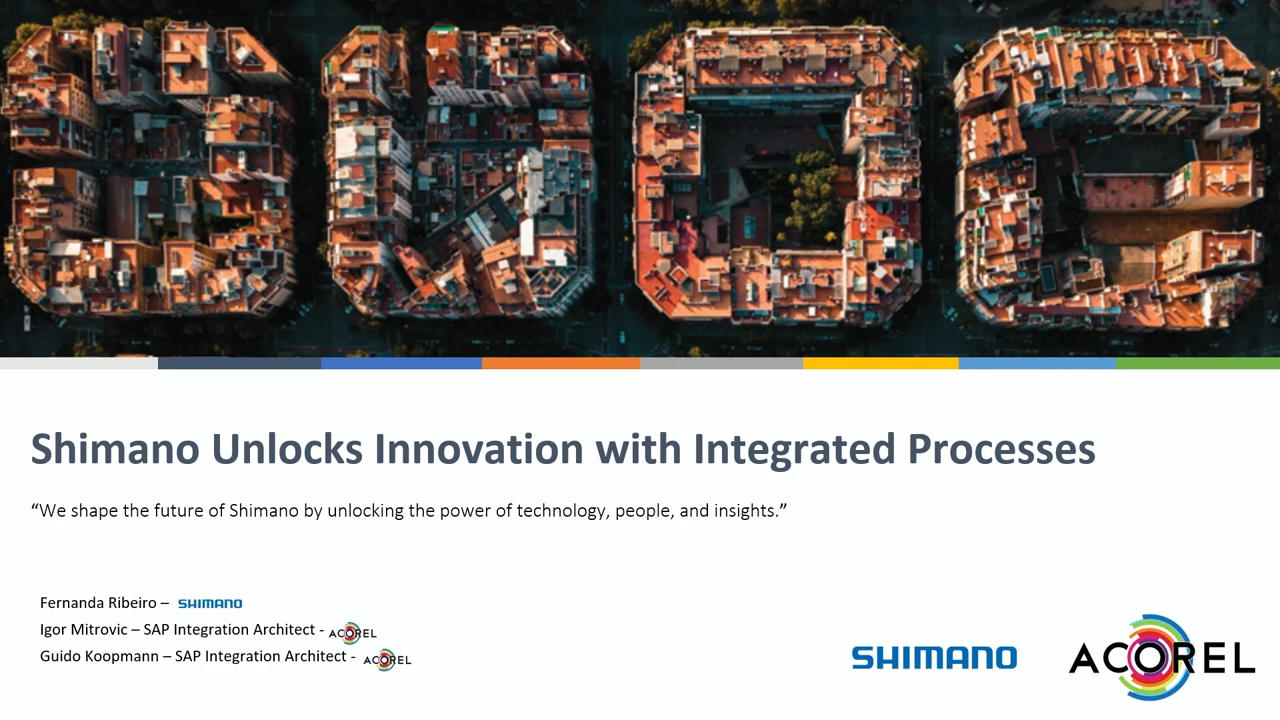 Shimano Unlocks Innovation with Integrated Processes
“We shape the future of Shimano by unlocking the power of technology, people, and insights.”
Fernanda Ribeiro – SHIMANO
Igor Mitrovic – SAP Integration Architect - ACOREL
Guido Koopmann – SAP Integration Architect - ACOREL
SHIMANO
ACOREL